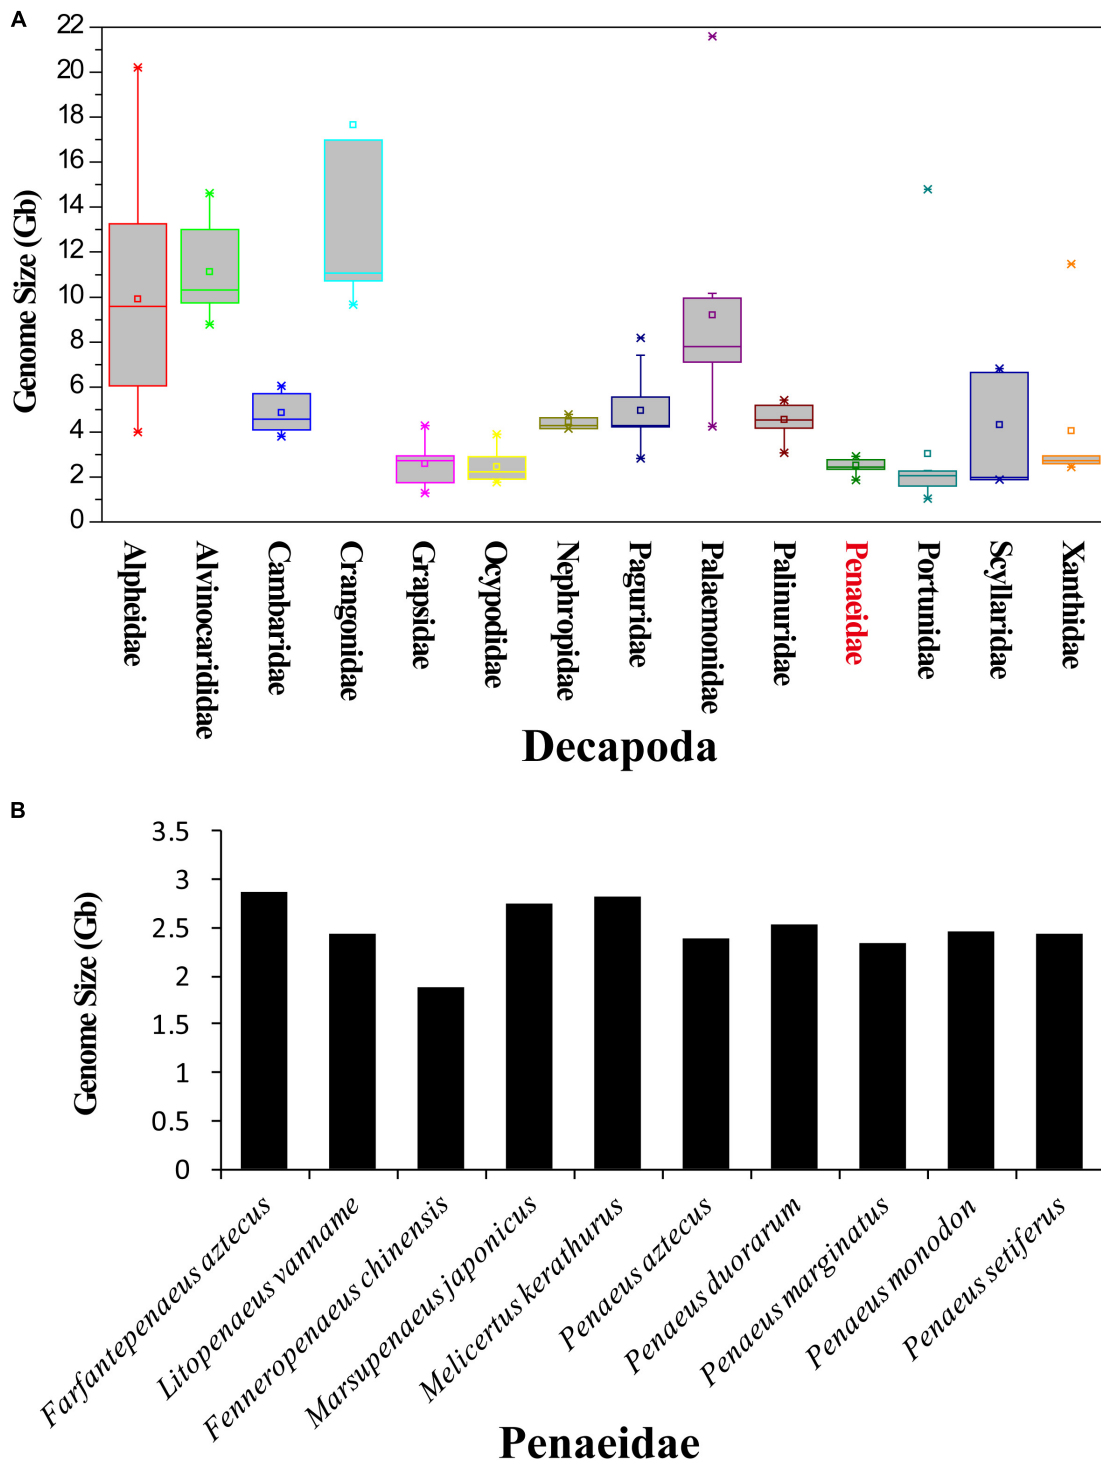 A
22
20
18
16
14
12
10
8
6
4
2
0
Genome Size (Gb)
Alpheidae
Alvinocarididae
Cambaridae
Crangonidae
Grapsidae
Ocypodidae
Nephropidae
Paguridae
Palaemonidae
Palinuridae
Penaeidae
Portunidae
Scyllaridae
Xanthidae
Decapoda
B
3.5
3
2.5
2
1.5
1
0.5
0
Genome Size (Gb)
Farfantepenaeus aztecus
Litopenaeus vanname
Fenneropenaeus chinensis
Marsupenaeus japonicus
Melicertus kerathurus
Penaeus aztecus
Penaeus duorarum
Penaeus marginatus
Penaeus monodon
Penaeus setiferus
Penaeidae